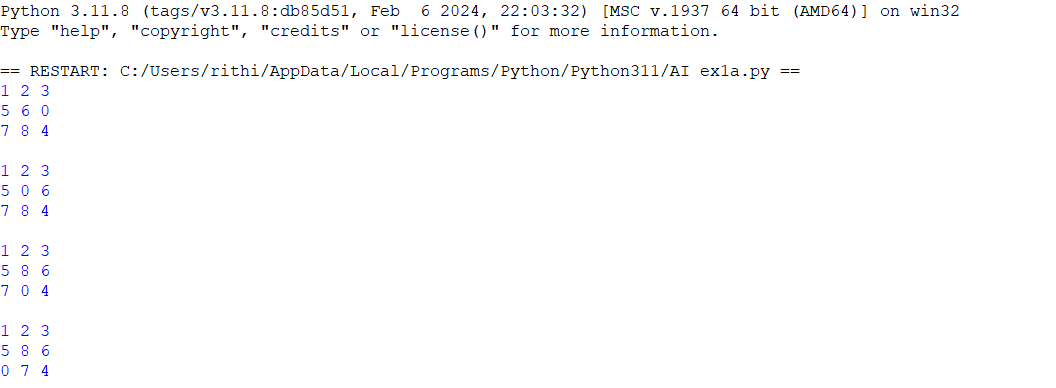 Python 3.11.8 (tags/v3.11.8:db85d51, Feb  6 2024, 22:03:32) [MSC v.1937 64 bit (AMD64)] on win32
Type "help", "copyright", "credits" or "license()" for more information.
== RESTART: C:/Users/rithi/AppData/Local/Programs/Python/Python311/AI ex1a.py ==
1 2 3
5 6 0
7 8 4
1 2 3
5 0 6
7 8 4
1 2 3
5 8 6
7 0 4
1 2 3
5 8 6
0 7 4